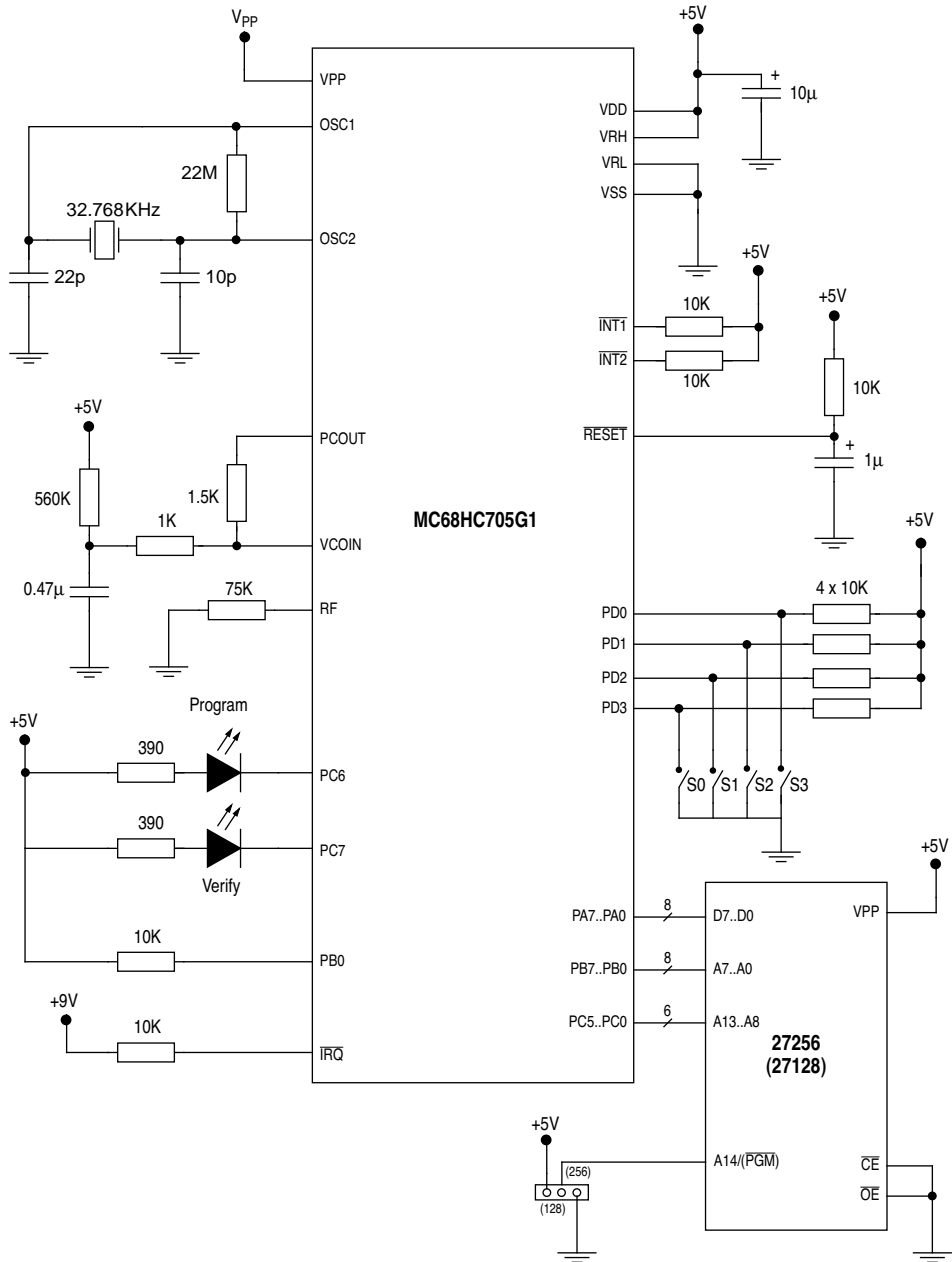 VPP
+5V
VPP
OSC1
22M
32.768KHz
OSC2
22p
10p
+
10µ
VDD
VRH
VRL
VSS
+5V
10K
INT1
INT2
10K
+5V
10K
RESET
+
1µ
+5V
PCOUT
560K
1.5K
MC68HC705G1
1K
VCOIN
0.47µ
75K
RF
+5V
4 x 10K
PD0
PD1
PD2
PD3
S0
S1
S2
S3
Program
+5V
390
PC6
390
PC7
Verify
10K
PB0
+9V
10K
IRQ
+5V
PA7..PA0
8
D7..D0
VPP
PB7..PB0
8
A7..A0
PC5..PC0
6
A13..A8
27256
(27128)
+5V
(256)
(128)
A14/(PGM)
CE
OE